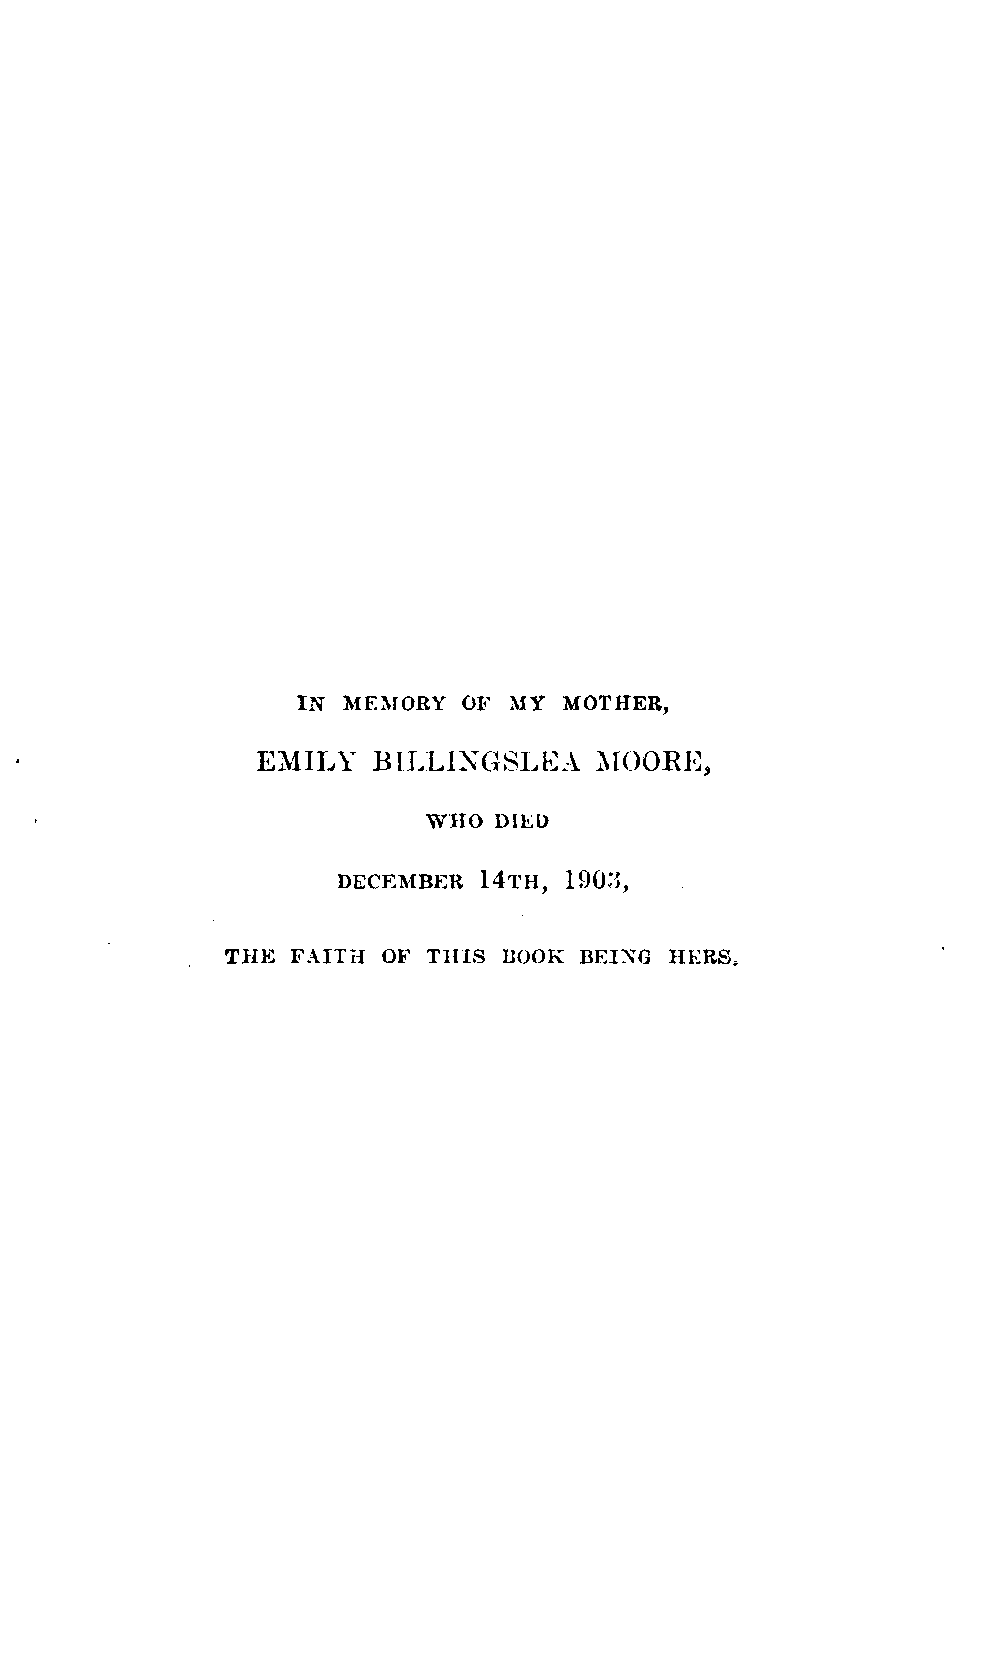 IN MEMORY OF MY MOTHER,
EMILY BILLINGSLEA MOORE,
WHO DIED
DECEMBER 14TH, 1903,
THE FAITH OF THIS BOOK BEING HERS.